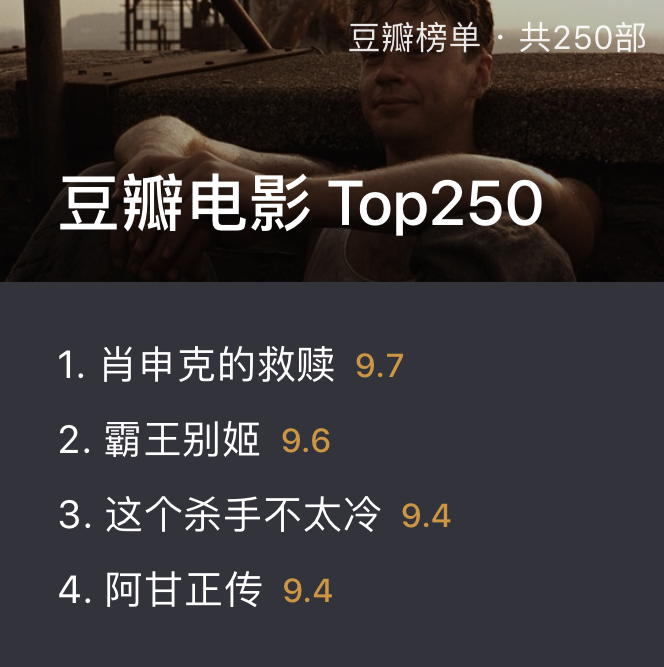 豆瓣榜单 · 共250部
豆瓣电影 Top250
1. 肖申克的救赎 9.7
2. 霸王别姬 9.6
3. 这个杀手不太冷 9.4
4. 阿甘正传 9.4